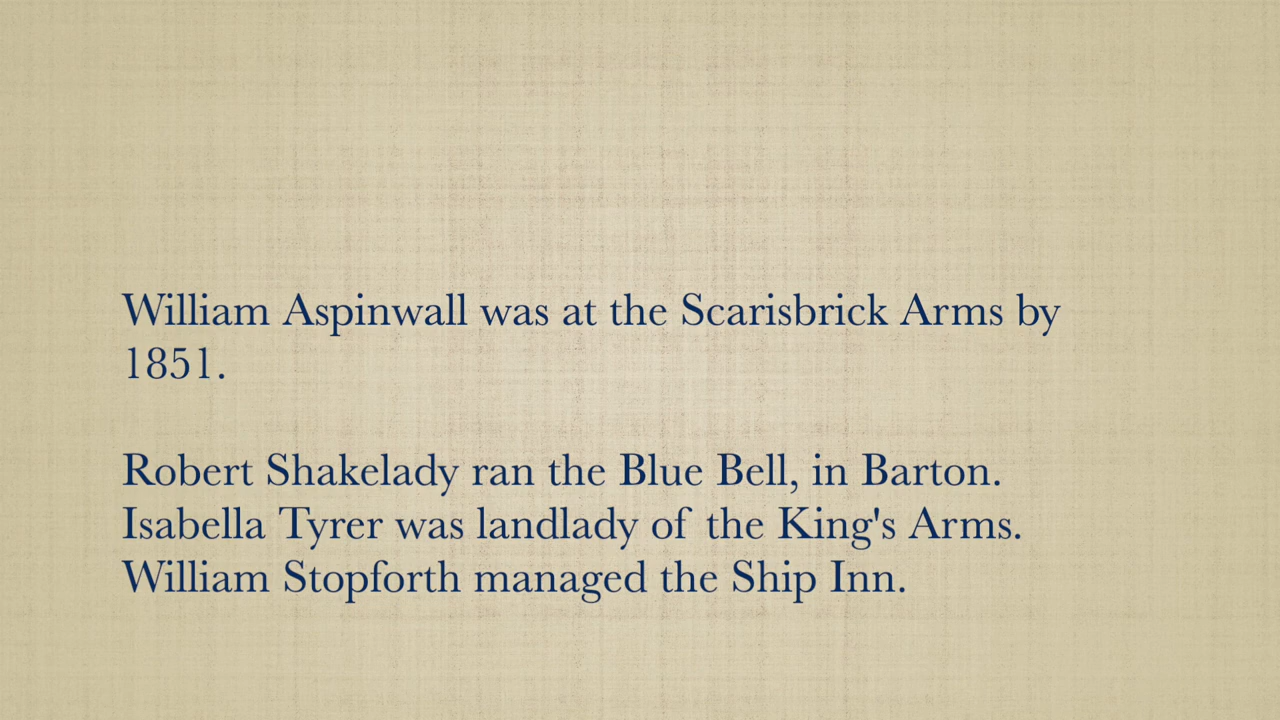 William Aspinwall was at the Scarisbrick Arms by
1851.
Robert Shakelady ran the Blue Bell, in Barton.
Isabella Tyrer was landlady of the King's Arms.
William Stopforth managed the Ship Inn.